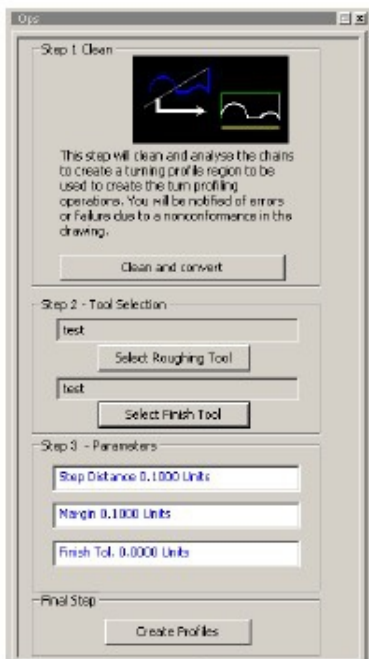 Ops
Step 1 Clean
This step will clean and analyse the chains
to create a turning profile region to be
used to create the turn profiling
operations. You will be notified of errors
or failure due to a nonconformance in the
drawing.
Clean and convert
Step 2 - Tool Selection
test
Select Roughing Tool
test
Select Finish Tool
Step 3 - Parameters
Step Distance 0.1000 Units
Margin 0.1000 Units
Finish Tol. 0.0000 Units
Final Step
Create Profiles